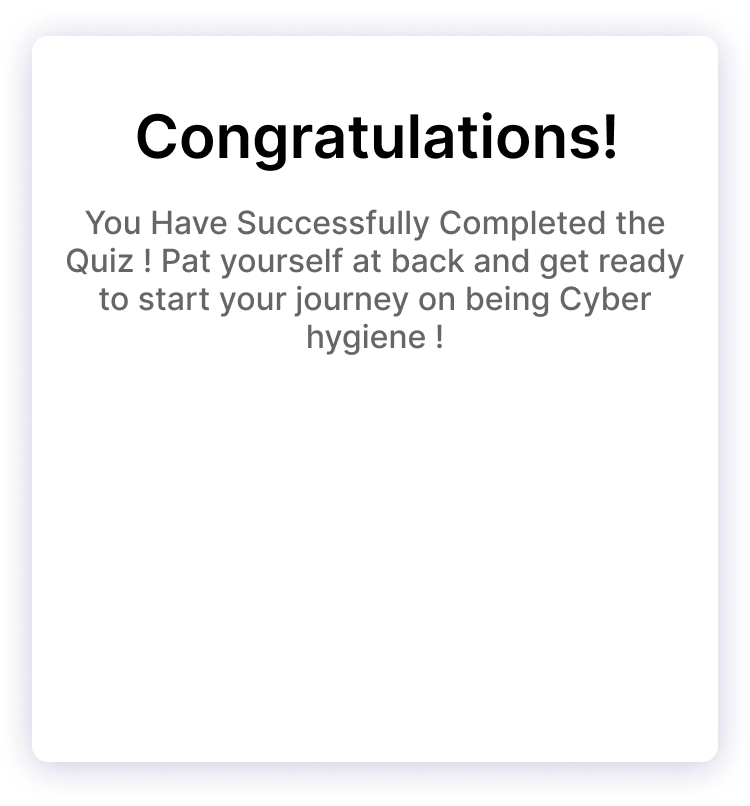 Congratulations!
You Have Successfully Completed the
Quiz ! Pat yourself at back and get ready
to start your journey on being Cyber
hygiene !